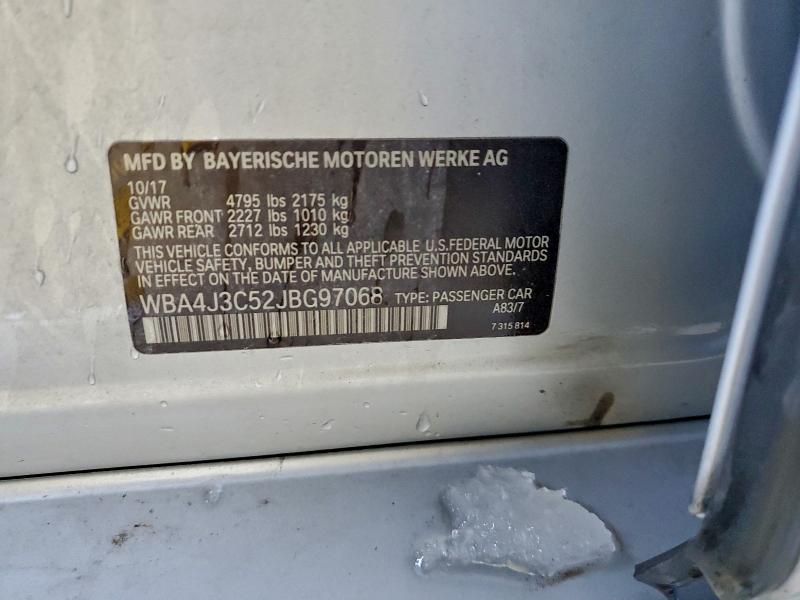 MFD BY BAYERISCHE MOTOREN WERKE AG
10/17
GVWR 4795 lbs 2175 kg
GAWR FRONT 2227 lbs 1010 kg
GAWR REAR 2712 lbs 1230 kg
THIS VEHICLE CONFORMS TO ALL APPLICABLE U.S.FEDERAL MOTOR
VEHICLE SAFETY, BUMPER AND THEFT PREVENTION STANDARDS
IN EFFECT ON THE DATE OF MANUFACTURE SHOWN ABOVE.
WBA4J3C52JBG97068 TYPE: PASSENGER CAR
A83/7
7 315 814